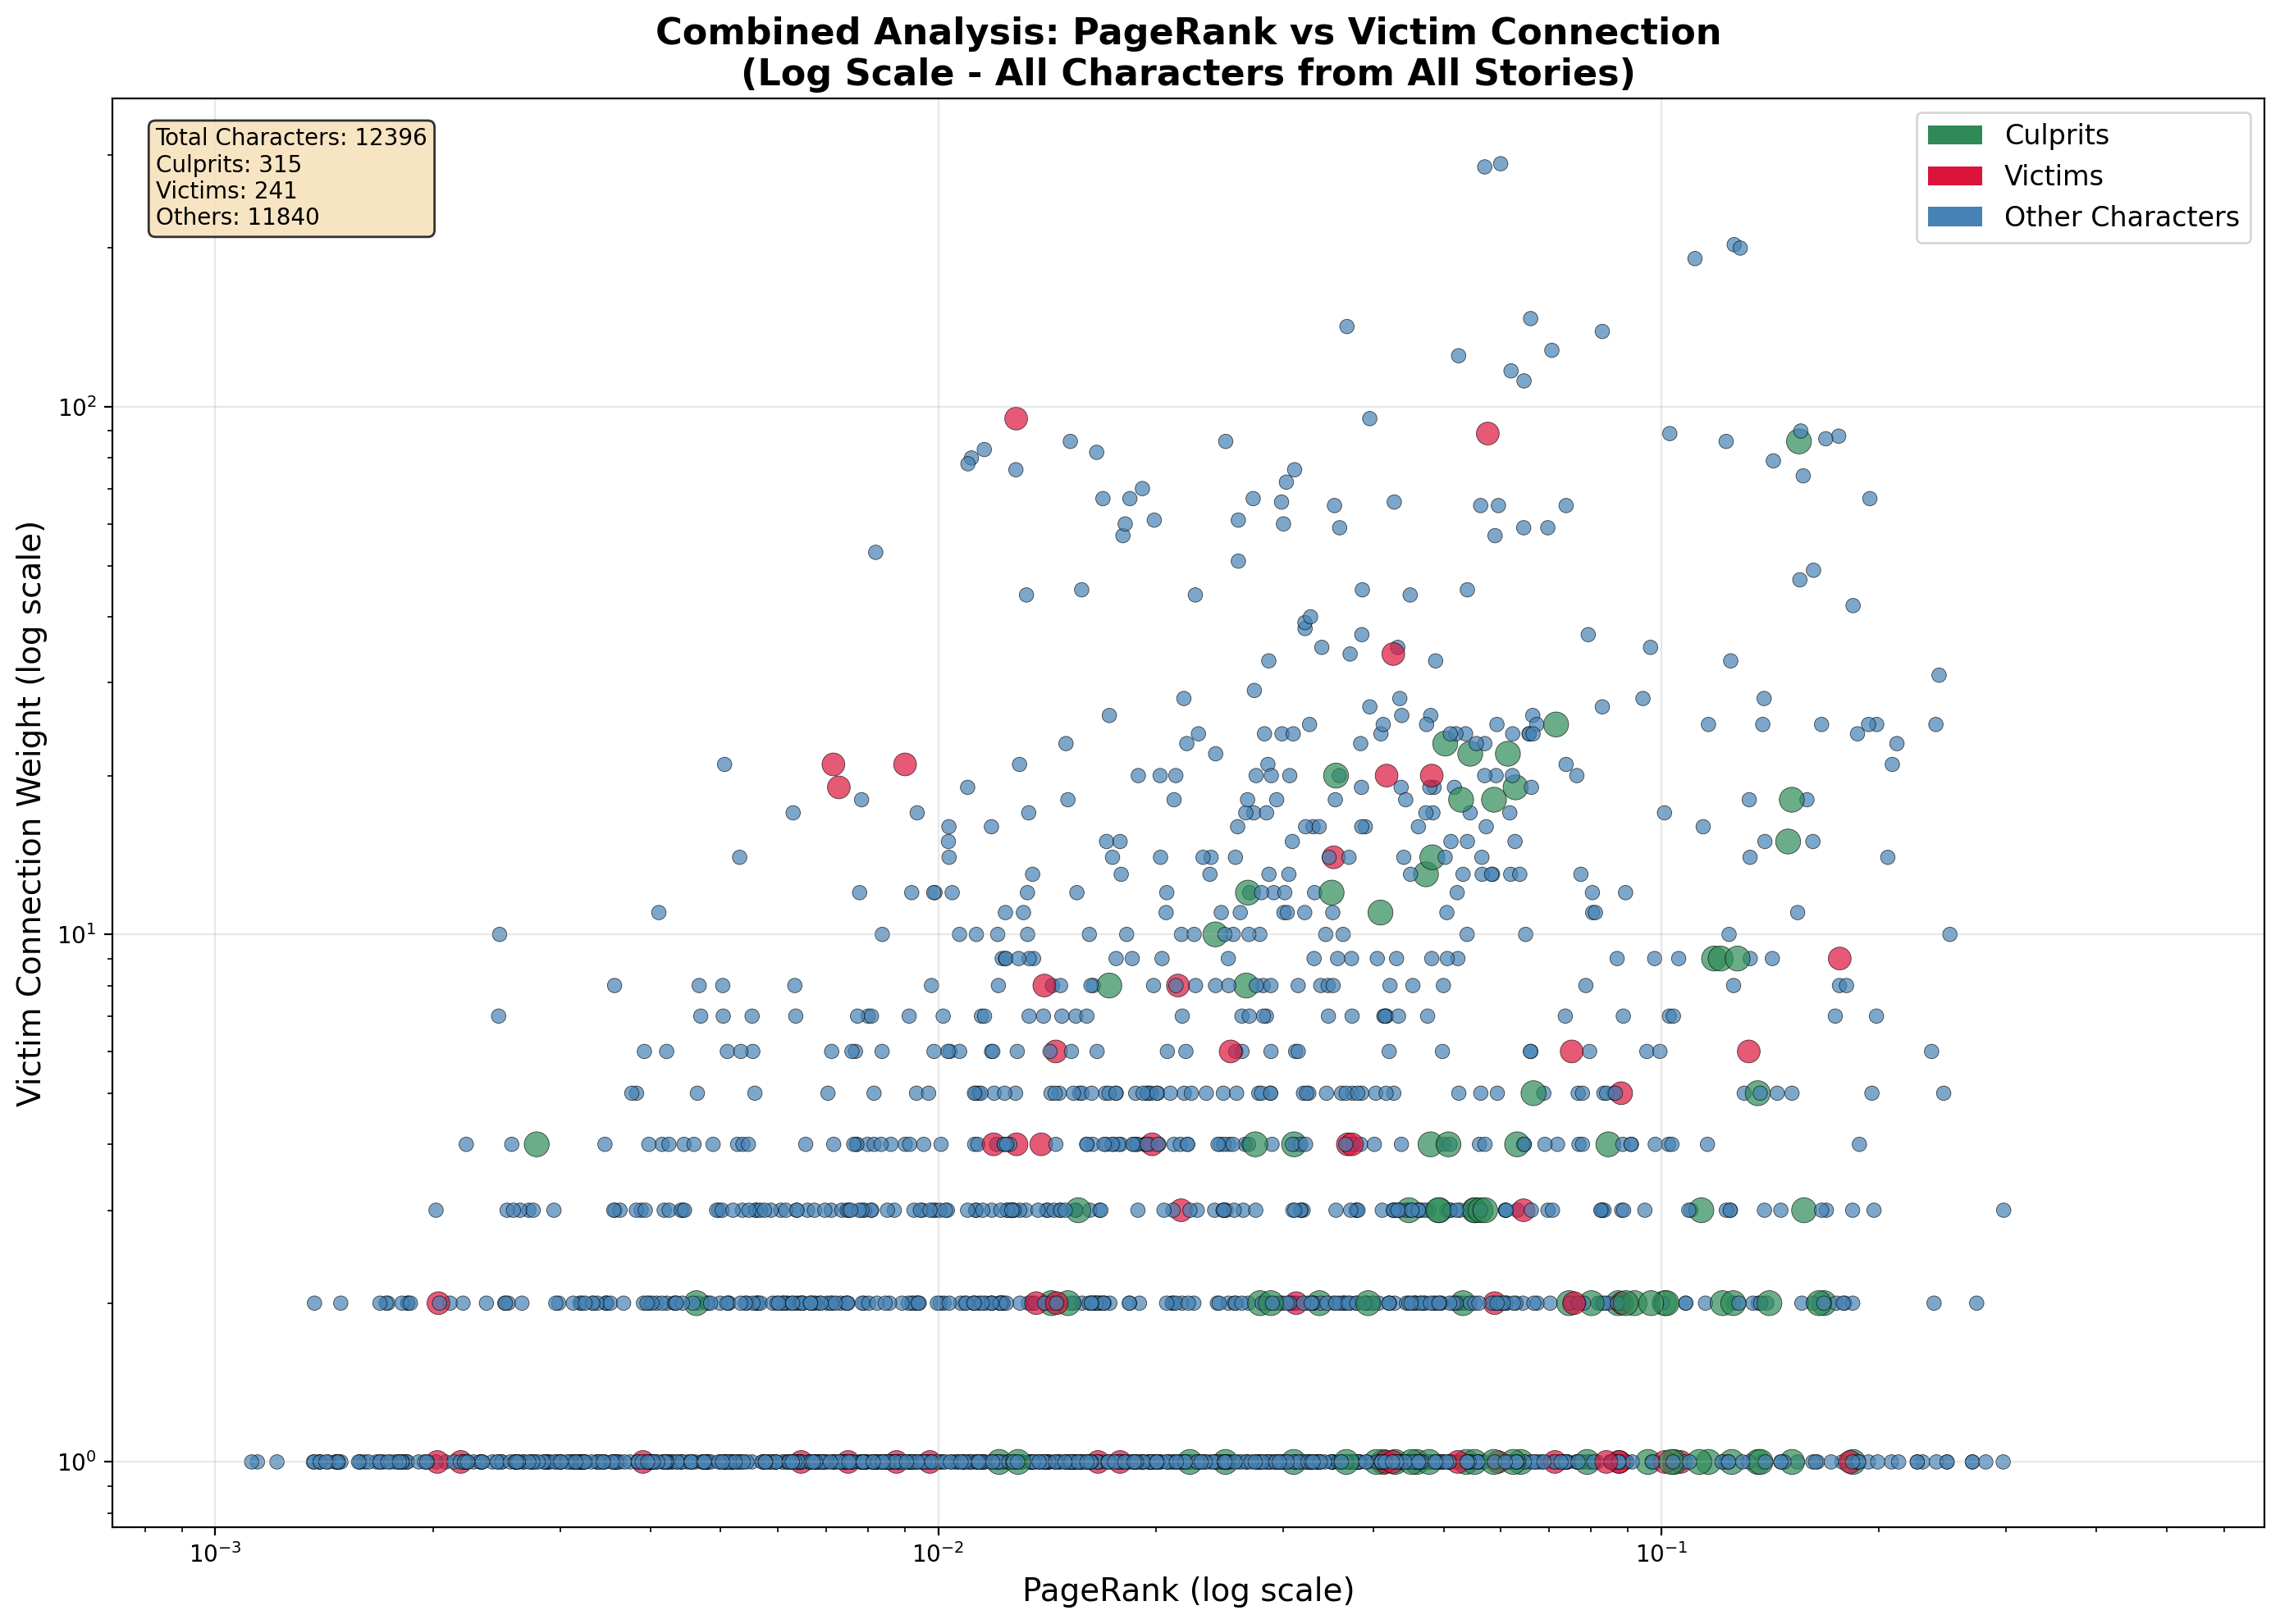 Combined Analysis: PageRank vs Victim Connection
(Log Scale - All Characters from All Stories)
Total Characters: 12396
Culprits: 315
Victims: 241
Others: 11840
Culprits
Victims
Other Characters
Victim Connection Weight (log scale)
10²
10¹
10⁰
10⁻³
10⁻²
10⁻¹
PageRank (log scale)